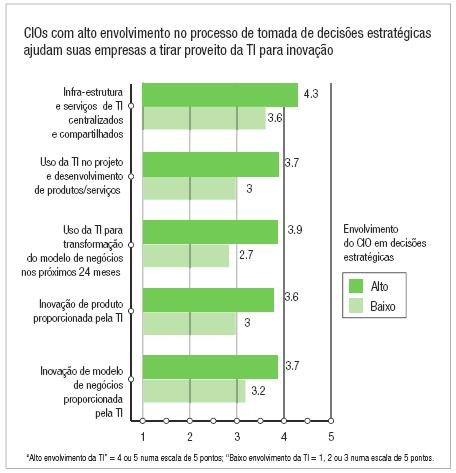 CIOs com alto envolvimento no processo de tomada de decisões estratégicas
ajudam suas empresas a tirar proveito da TI para inovação
Infra-estrutura
e serviços de TI
centralizados
e compartilhados
4.3
3.6
Uso da TI no projeto
e desenvolvimento
de produtos/serviços
3.7
3
Uso da TI para
transformação
do modelo de negócios
nos próximos 24 meses
3.9
2.7
Inovação de produto
proporcionada pela TI
3.6
3
Inovação de modelo
de negócios
proporcionada
pela TI
3.7
3.2
Envolvimento
do CIO em decisões
estratégicas
Alto
Baixo
1 2 3 4 5
"Alto envolvimento da TI" = 4 ou 5 numa escala de 5 pontos; "Baixo envolvimento da TI = 1, 2 ou 3 numa escala de 5 pontos.